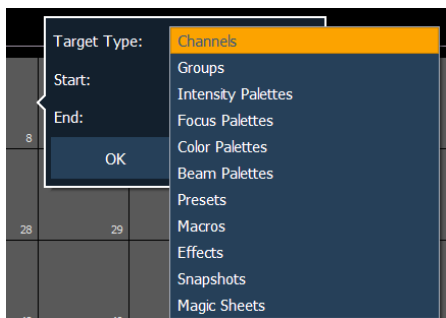 Target Type:
Channels
Groups
Start:
Intensity Palettes
End:
Focus Palettes
Color Palettes
OK
Beam Palettes
Presets
Macros
Effects
Snapshots
Magic Sheets
8
28
29